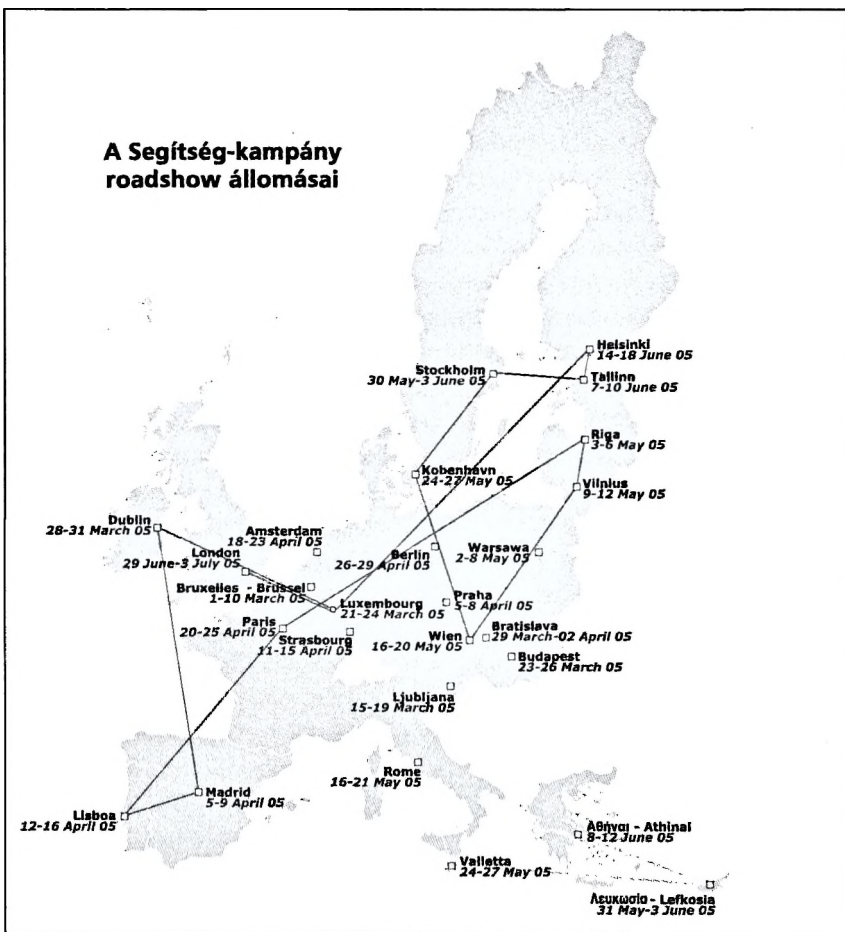 A Segítség-kampány
roadshow állomásai
Helsinki
14-18 June 05
Stockholm
30 May-3 June 05
Tallinn
7-10 June 05
Riga
3-6 May 05
Kobenhavn
24-27 May 05
Vilnius
9-12 May 05
Dublin
28-31 March 05
Amsterdam
18-23 April 05
London
29 June-3 July 05
Berlin
26-29 April 05
Warsawa
2-8 May 05
Bruxelles - Brüssel
1-10 March 05
Luxembourg
21-24 March 05
Praha
5-8 April 05
Paris
20-25 April 05
Strasbourg
11-15 April 05
Wien
16-20 May 05
Bratislava
29 March-02 April 05
Budapest
23-26 March 05
Ljubljana
15-19 March 05
Rome
16-21 May 05
Madrid
5-9 April 05
Lisboa
12-16 April 05
Αθήναι - Athinai
8-12 June 05
Valletta
24-27 May 05
Λευκωσία - Lefkosia
31 May-3 June 05